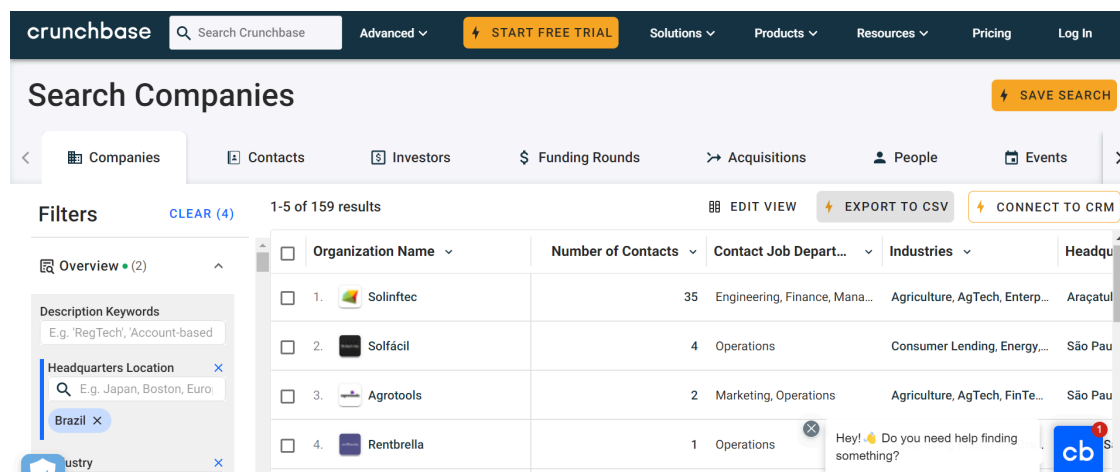 crunchbase Search Crunchbase Advanced START FREE TRIAL Solutions Products Resources Pricing Log In
Search Companies
SAVE SEARCH
Companies Contacts Investors Funding Rounds Acquisitions People Events
Filters CLEAR (4) 1-5 of 159 results EDIT VIEW EXPORT TO CSV CONNECT TO CRM
Organization Name Number of Contacts Contact Job Depart... Industries Headqu
Overview (2)
1. Solinftec 35 Engineering, Finance, Mana... Agriculture, AgTech, Enterp... Araçatul
Description Keywords
E.g. 'RegTech', 'Account-based
2. Solfácil 4 Operations Consumer Lending, Energy,... São Pau
Headquarters Location
E.g. Japan, Boston, Euro
3. Agrotools 2 Marketing, Operations Agriculture, AgTech, FinTe... São Pau
Brazil
4. Rentbrella 1 Operations
Hey! Do you need help finding
something?
cb 1
ustry